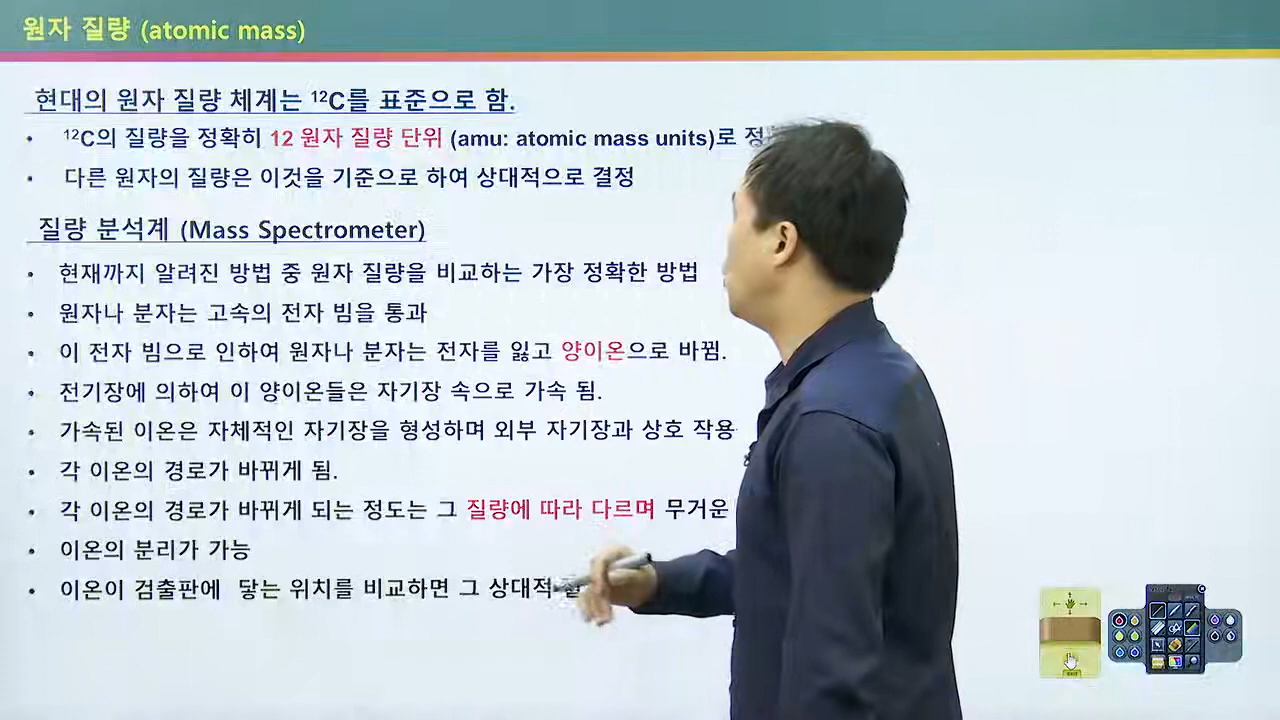 원자 질량 (atomic mass)
현대의 원자 질량 체계는 ¹²C를 표준으로 함.
• ¹²C의 질량을 정확히 12 원자 질량 단위 (amu: atomic mass units)로
• 다른 원자의 질량은 이것을 기준으로 하여 상대적으로 결정
질량 분석계 (Mass Spectrometer)
• 현재까지 알려진 방법 중 원자 질량을 비교하는 가장 정확한 방법
• 원자나 분자는 고속의 전자 빔을 통과
• 이 전자 빔으로 인하여 원자나 분자는 전자를 잃고 양이온으로 바뀜.
• 전기장에 의하여 이 양이온들은 자기장 속으로 가속 됨.
• 가속된 이온은 자체적인 자기장을 형성하며 외부 자기장과 상호 작용
• 각 이온의 경로가 바뀌게 됨.
• 각 이온의 경로가 바뀌게 되는 정도는 그 질량에 따라 다르며 무거운
• 이온의 분리가 가능
• 이온이 검출판에 닿는 위치를 비교하면 그 상대적
EXIT